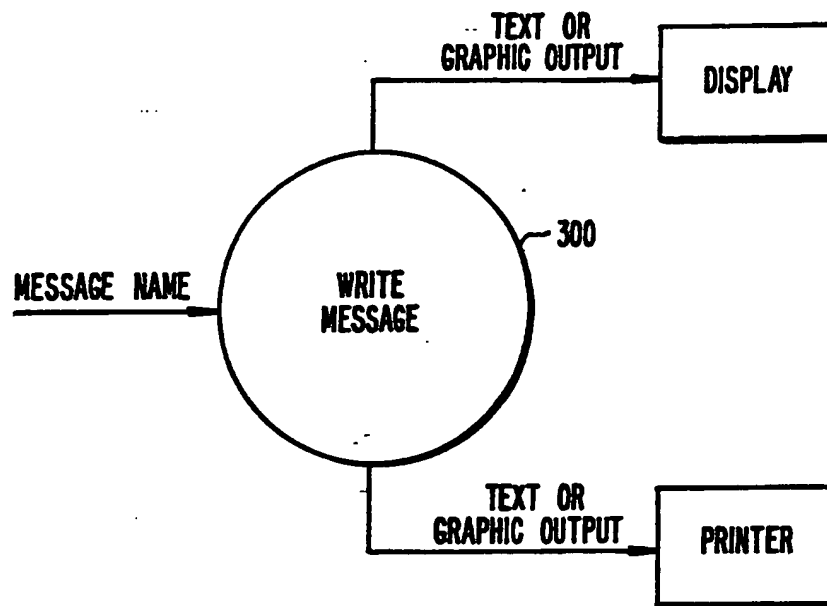 TEXT OR
GRAPHIC OUTPUT
DISPLAY
300
MESSAGE NAME
WRITE
MESSAGE
TEXT OR
GRAPHIC OUTPUT
PRINTER